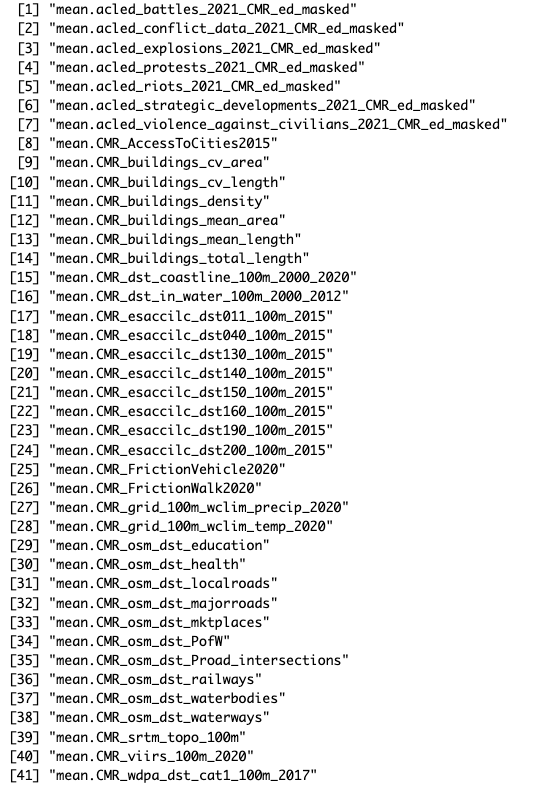 [1] "mean.acled_battles_2021_CMR_ed_masked"
[2] "mean.acled_conflict_data_2021_CMR_ed_masked"
[3] "mean.acled_explosions_2021_CMR_ed_masked"
[4] "mean.acled_protests_2021_CMR_ed_masked"
[5] "mean.acled_riots_2021_CMR_ed_masked"
[6] "mean.acled_strategic_developments_2021_CMR_ed_masked"
[7] "mean.acled_violence_against_civilians_2021_CMR_ed_masked"
[8] "mean.CMR_AccessToCities2015"
[9] "mean.CMR_buildings_cv_area"
[10] "mean.CMR_buildings_cv_length"
[11] "mean.CMR_buildings_density"
[12] "mean.CMR_buildings_mean_area"
[13] "mean.CMR_buildings_mean_length"
[14] "mean.CMR_buildings_total_length"
[15] "mean.CMR_dst_coastline_100m_2000_2020"
[16] "mean.CMR_dst_in_water_100m_2000_2012"
[17] "mean.CMR_esaccilc_dst011_100m_2015"
[18] "mean.CMR_esaccilc_dst040_100m_2015"
[19] "mean.CMR_esaccilc_dst130_100m_2015"
[20] "mean.CMR_esaccilc_dst140_100m_2015"
[21] "mean.CMR_esaccilc_dst150_100m_2015"
[22] "mean.CMR_esaccilc_dst160_100m_2015"
[23] "mean.CMR_esaccilc_dst190_100m_2015"
[24] "mean.CMR_esaccilc_dst200_100m_2015"
[25] "mean.CMR_FrictionVehicle2020"
[26] "mean.CMR_FrictionWalk2020"
[27] "mean.CMR_grid_100m_wclim_precip_2020"
[28] "mean.CMR_grid_100m_wclim_temp_2020"
[29] "mean.CMR_osm_dst_education"
[30] "mean.CMR_osm_dst_health"
[31] "mean.CMR_osm_dst_localroads"
[32] "mean.CMR_osm_dst_majorroads"
[33] "mean.CMR_osm_dst_mktplaces"
[34] "mean.CMR_osm_dst_PofW"
[35] "mean.CMR_osm_dst_Proad_intersections"
[36] "mean.CMR_osm_dst_railways"
[37] "mean.CMR_osm_dst_waterbodies"
[38] "mean.CMR_osm_dst_waterways"
[39] "mean.CMR_srtm_topo_100m"
[40] "mean.CMR_viirs_100m_2020"
[41] "mean.CMR_wdpa_dst_cat1_100m_2017"